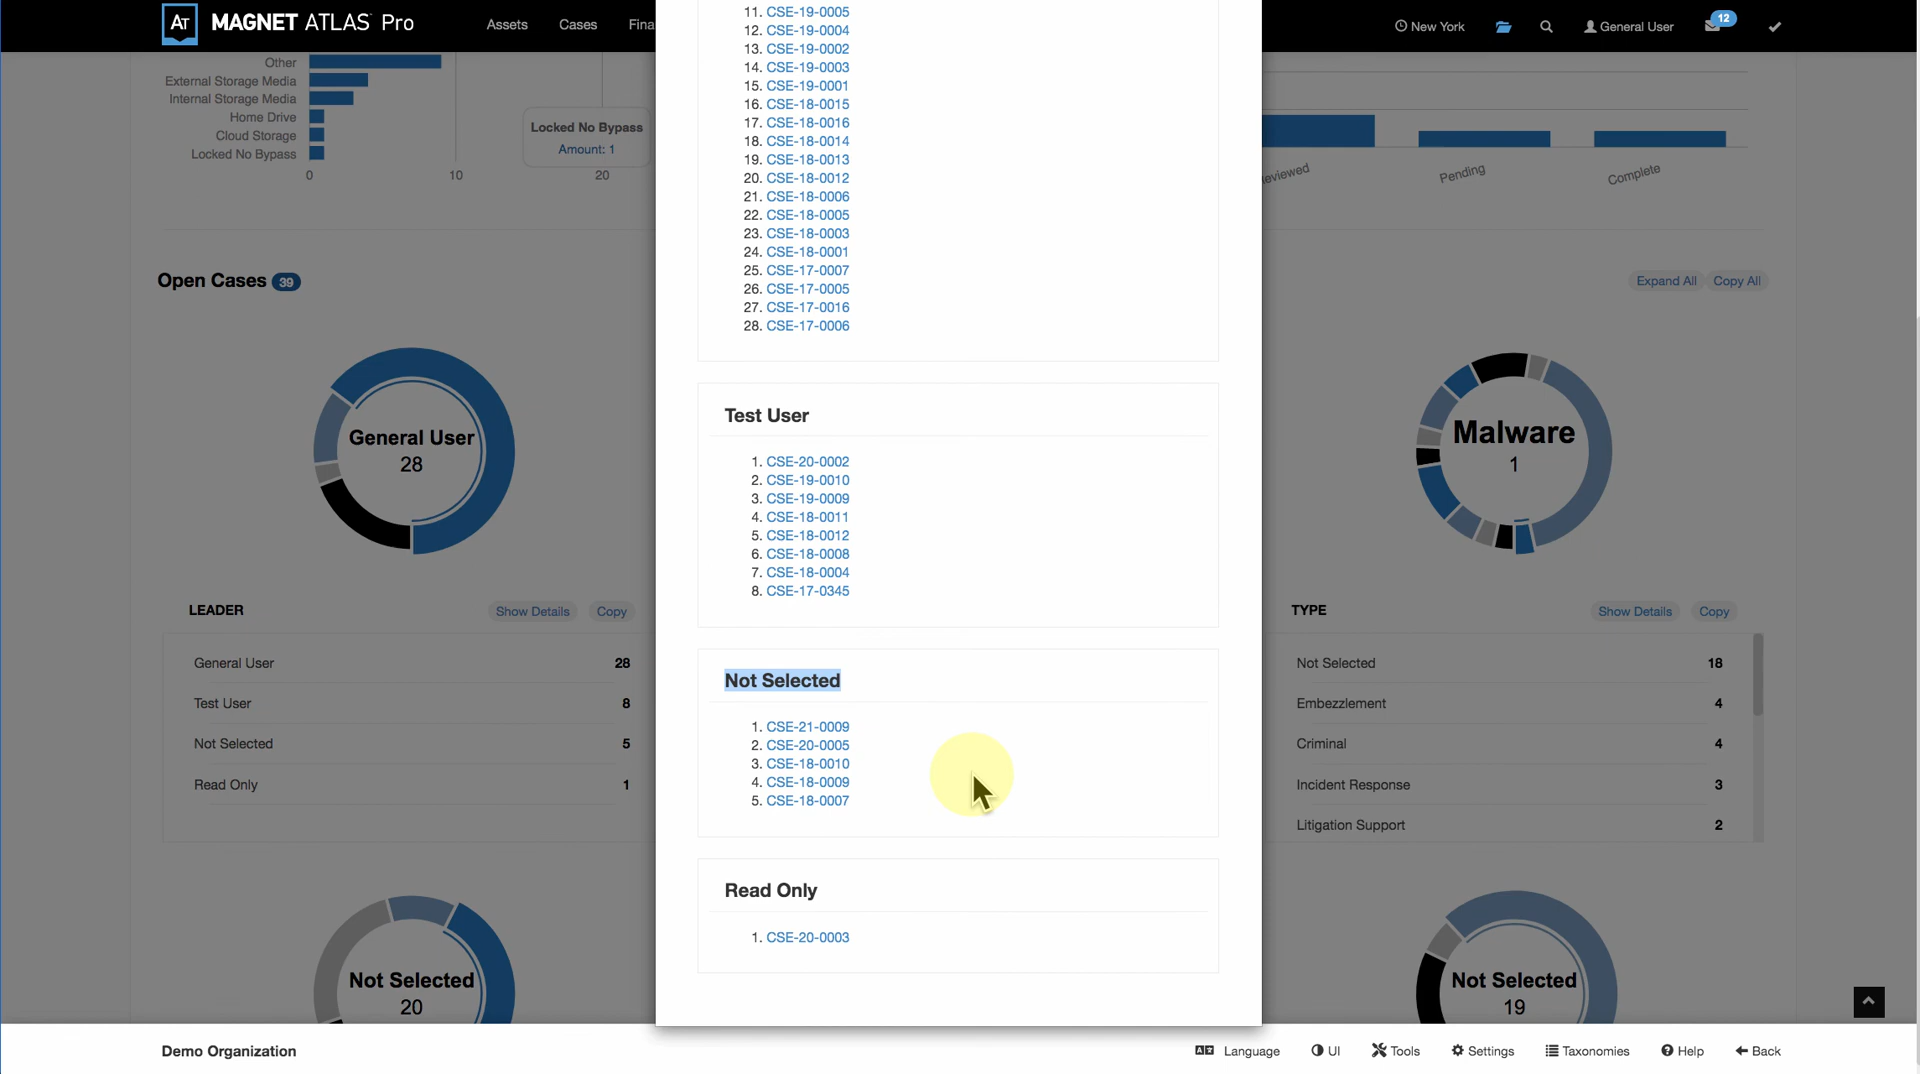 AT MAGNET ATLAS Pro
Assets
Cases
Fina
New York
General User
12
Other
External Storage Media
Internal Storage Media
Home Drive
Cloud Storage
Locked No Bypass
0
10
20
Locked No Bypass
Amount: 1
Pending
Complete
Open Cases 39
Expand All
Copy All
General User
28
LEADER
Show Details
Copy
General User 28
Test User 8
Not Selected 5
Read Only 1
Not Selected
20
11. CSE-19-0005
12. CSE-19-0004
13. CSE-19-0002
14. CSE-19-0003
15. CSE-19-0001
16. CSE-18-0015
17. CSE-18-0016
18. CSE-18-0014
19. CSE-18-0013
20. CSE-18-0012
21. CSE-18-0006
22. CSE-18-0005
23. CSE-18-0003
24. CSE-18-0001
25. CSE-17-0007
26. CSE-17-0005
27. CSE-17-0016
28. CSE-17-0006
Test User
1. CSE-20-0002
2. CSE-19-0010
3. CSE-19-0009
4. CSE-18-0011
5. CSE-18-0012
6. CSE-18-0008
7. CSE-18-0004
8. CSE-17-0345
Not Selected
1. CSE-21-0009
2. CSE-20-0005
3. CSE-18-0010
4. CSE-18-0009
5. CSE-18-0007
Read Only
1. CSE-20-0003
Malware
1
TYPE
Show Details
Copy
Not Selected 18
Embezzlement 4
Criminal 4
Incident Response 3
Litigation Support 2
Not Selected
19
Demo Organization
Language
UI
Tools
Settings
Taxonomies
Help
Back